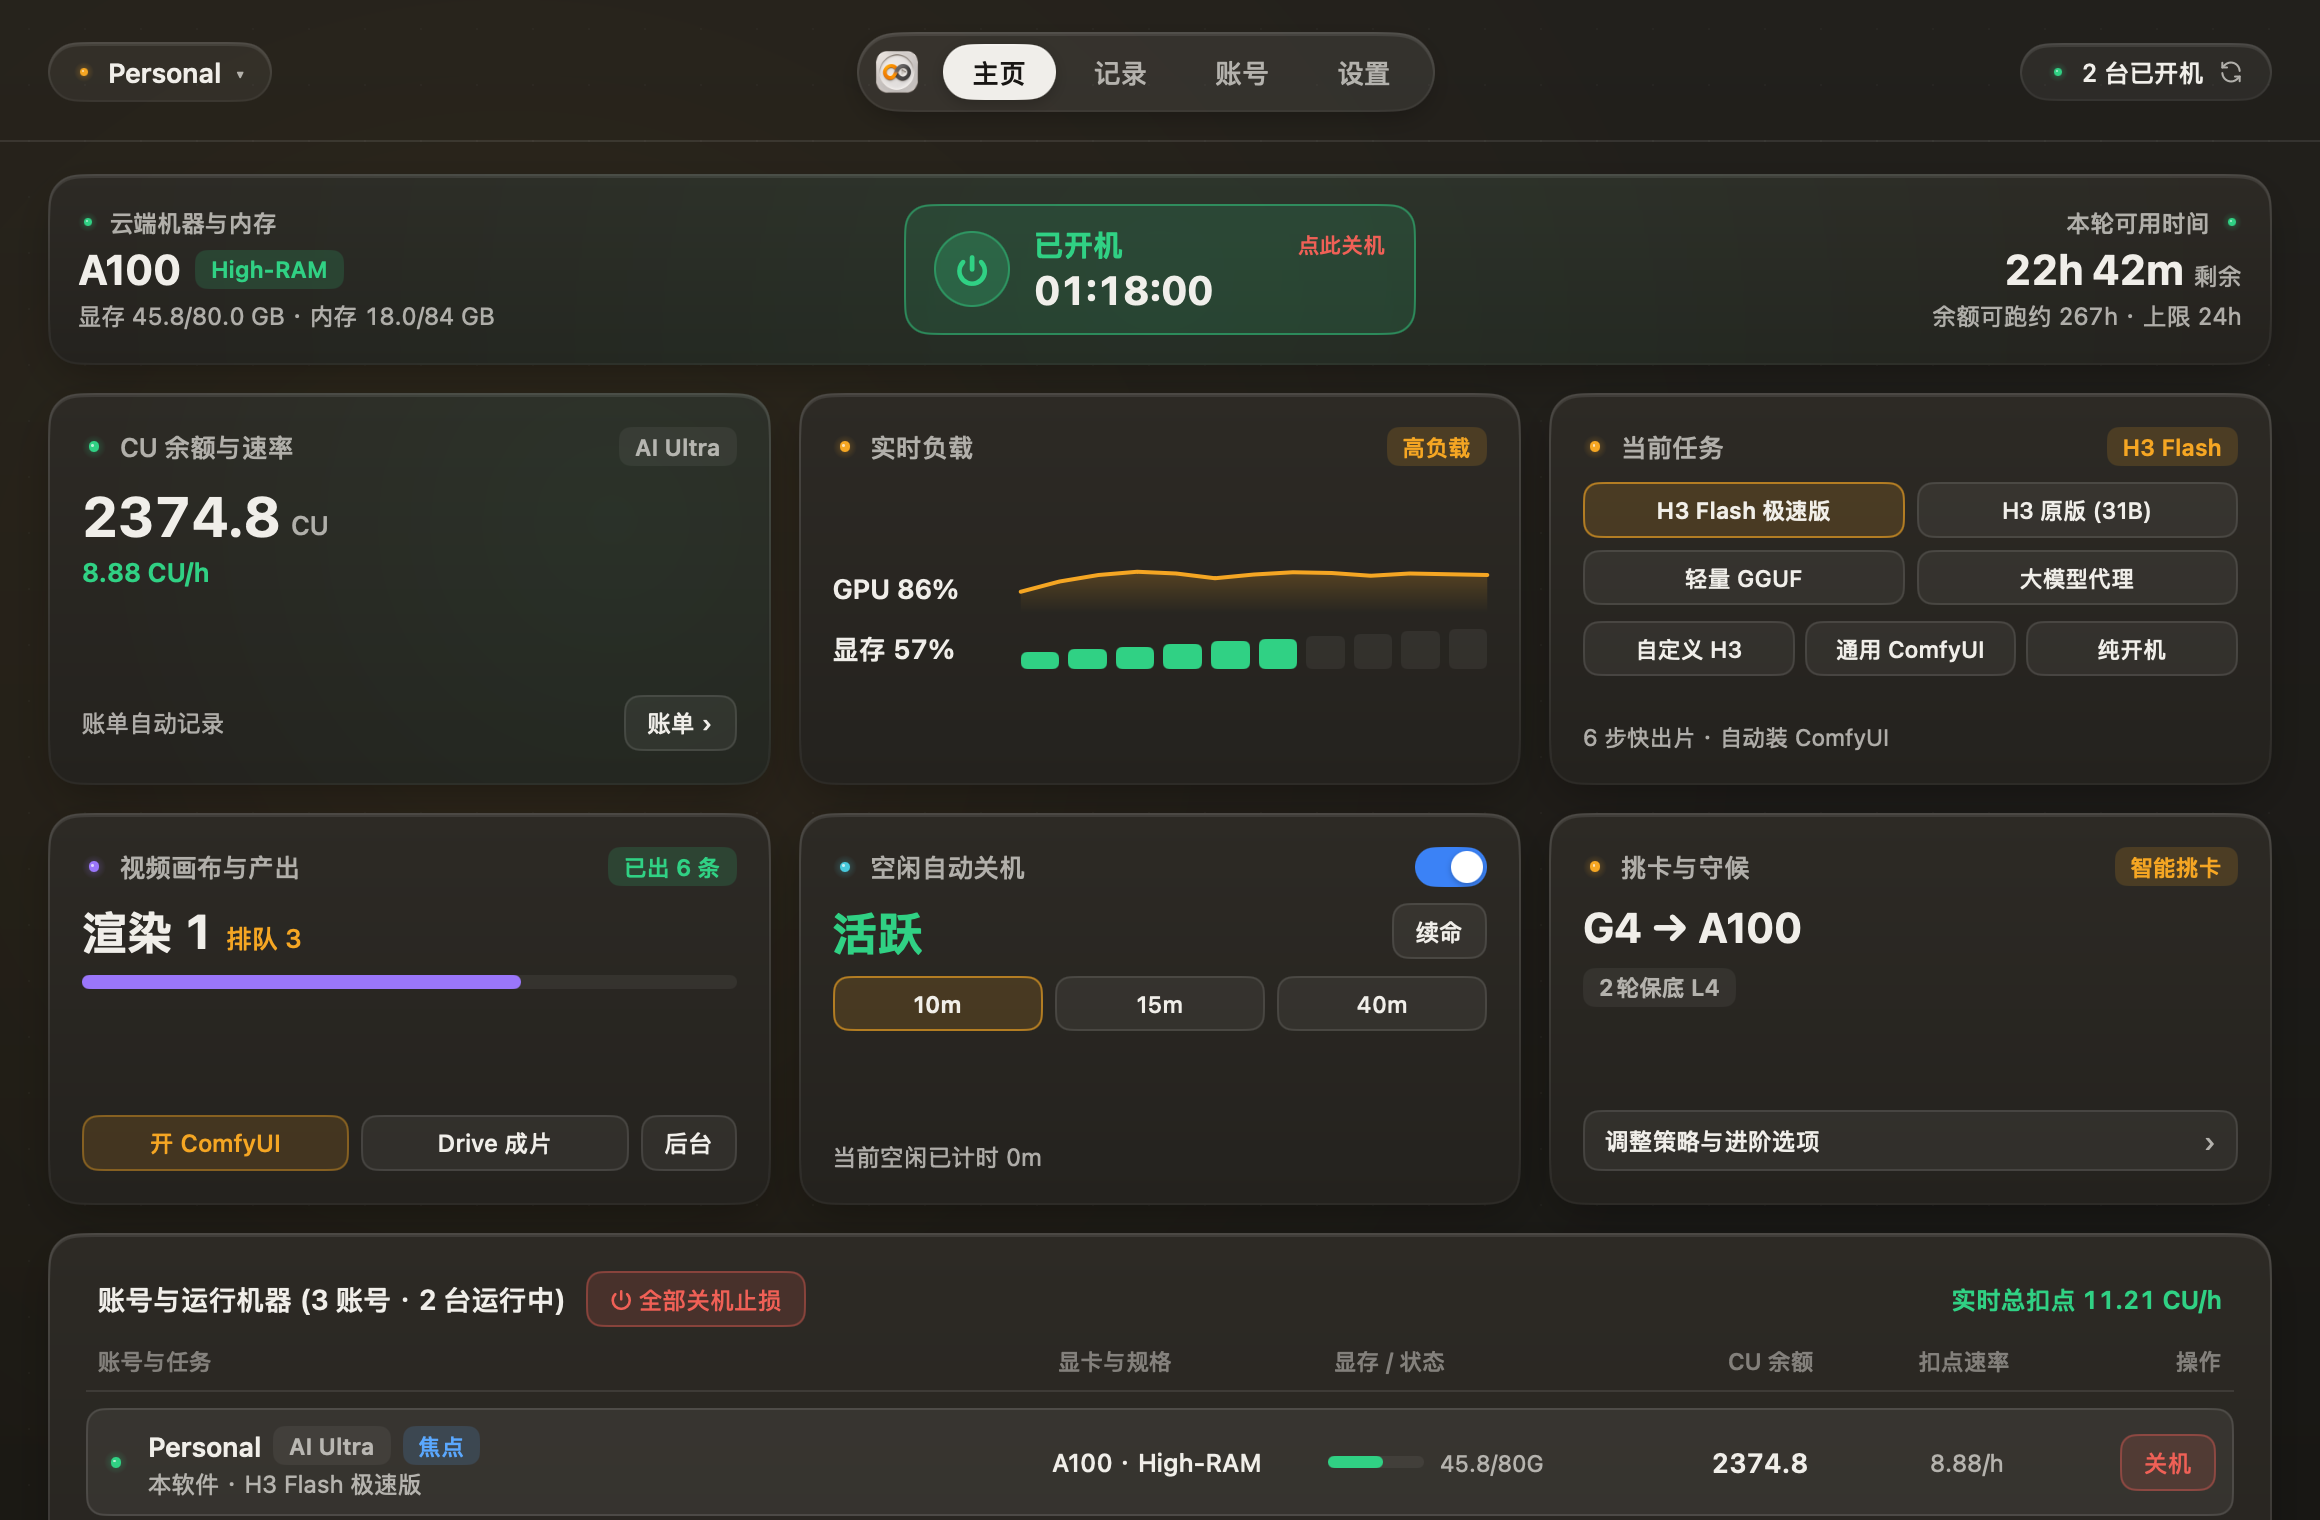 Personal ▾
主页 记录 账号 设置
2 台已开机
云端机器与内存
A100 High-RAM
显存 45.8/80.0 GB · 内存 18.0/84 GB
已开机 点此关机
01:18:00
本轮可用时间
22h 42m 剩余
余额可跑约 267h · 上限 24h
CU 余额与速率 AI Ultra
2374.8 CU
8.88 CU/h
账单自动记录 账单 ›
实时负载 高负载
GPU 86%
显存 57%
当前任务 H3 Flash
H3 Flash 极速版 H3 原版 (31B)
轻量 GGUF 大模型代理
自定义 H3 通用 ComfyUI 纯开机
6 步快出片 · 自动装 ComfyUI
视频画布与产出 已出 6 条
渲染 1 排队 3
开 ComfyUI Drive 成片 后台
空闲自动关机
活跃 续命
10m 15m 40m
当前空闲已计时 0m
挑卡与守候 智能挑卡
G4 → A100
2轮保底 L4
调整策略与进阶选项 ›
账号与运行机器 (3 账号 · 2 台运行中) 全部关机止损 实时总扣点 11.21 CU/h
账号与任务 显卡与规格 显存 / 状态 CU 余额 扣点速率 操作
Personal AI Ultra 焦点
本软件 · H3 Flash 极速版
A100 · High-RAM 45.8/80G 2374.8 8.88/h 关机